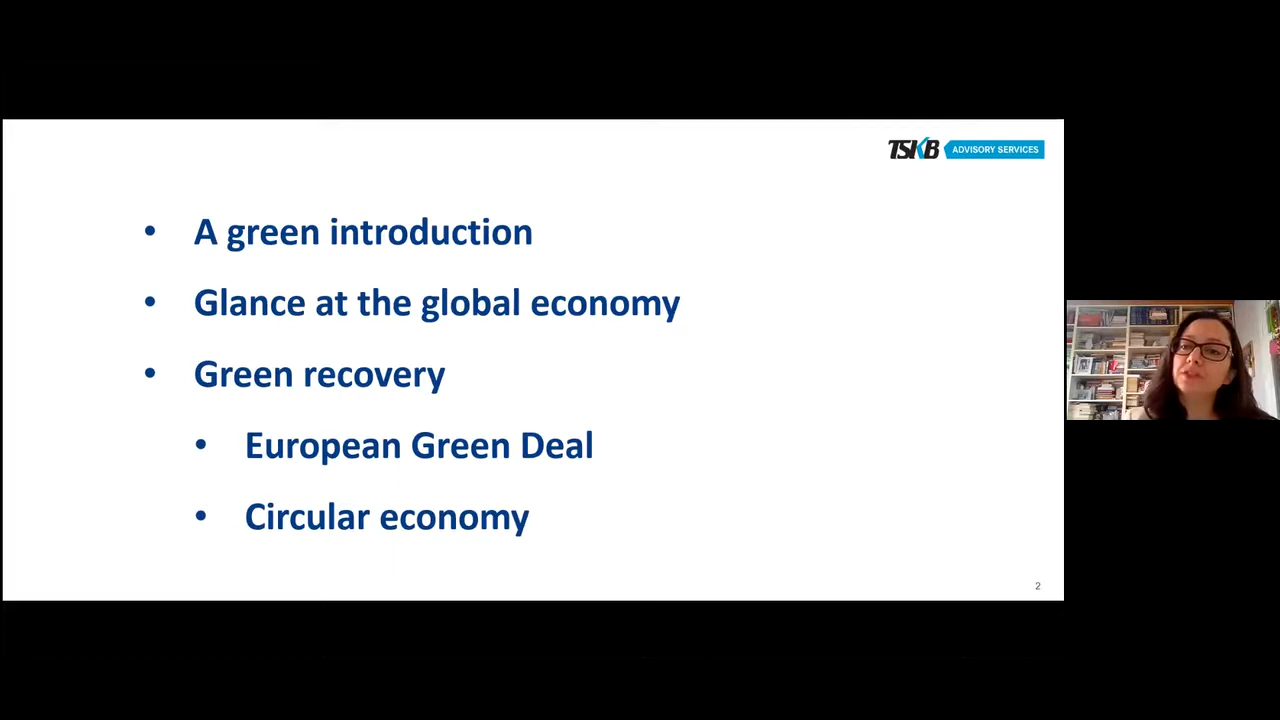 TSKB ADVISORY SERVICES
• A green introduction
• Glance at the global economy
• Green recovery
• European Green Deal
• Circular economy
2